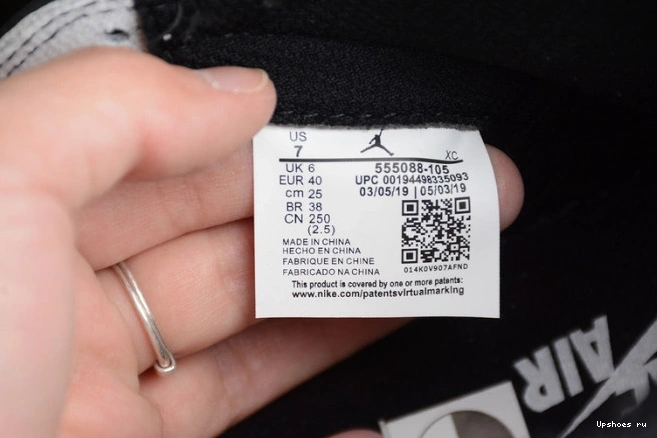 US
7
XC
UK 6
EUR 40
cm 25
BR 38
CN 250
(2.5)
555088-105
UPC 00194498335093
03/05/19 | 05/03/19
014K0V907AFND
MADE IN CHINA
HECHO EN CHINA
FABRIQUE EN CHINE
FABRICADO NA CHINA
This product is covered by one or more patents:
www.nike.com/patentsvirtualmarking
AIR
Upshoes ru